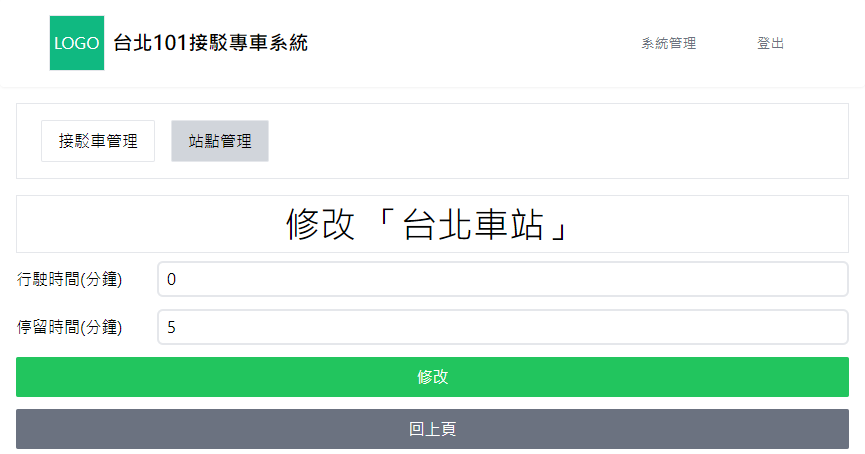 LOGO 台北101接駁專車系統 系統管理 登出
接駁車管理 站點管理
修改「台北車站」
行駛時間(分鐘) 0
停留時間(分鐘) 5
修改
回上頁